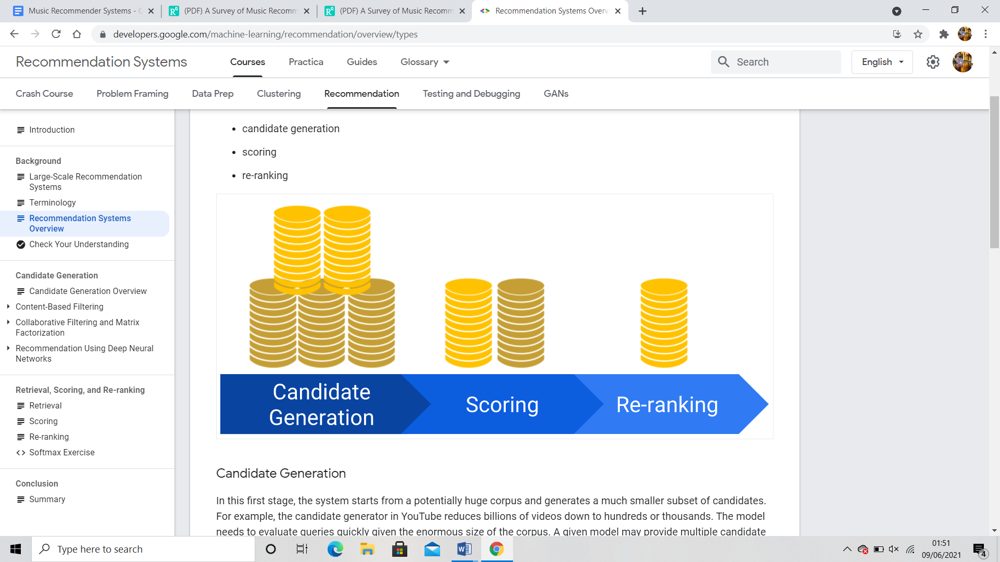 Music Recommender Systems - G
(PDF) A Survey of Music Recomm
(PDF) A Survey of Music Recomm
Recommendation Systems Overv
developers.google.com/machine-learning/recommendation/overview/types
Recommendation Systems
Courses
Practica
Guides
Glossary
Search
English
Crash Course
Problem Framing
Data Prep
Clustering
Recommendation
Testing and Debugging
GANs
Introduction
Background
Large-Scale Recommendation
Systems
Terminology
Recommendation Systems
Overview
Check Your Understanding
Candidate Generation
Candidate Generation Overview
Content-Based Filtering
Collaborative Filtering and Matrix
Factorization
Recommendation Using Deep Neural
Networks
Retrieval, Scoring, and Re-ranking
Retrieval
Scoring
Re-ranking
Softmax Exercise
Conclusion
Summary
• candidate generation
• scoring
• re-ranking
Candidate
Generation
Scoring
Re-ranking
Candidate Generation
In this first stage, the system starts from a potentially huge corpus and generates a much smaller subset of candidates.
For example, the candidate generator in YouTube reduces billions of videos down to hundreds or thousands. The model
needs to evaluate queries quickly given the enormous size of the corpus. A given model may provide multiple candidate
Type here to search
01:51
09/06/2021
4